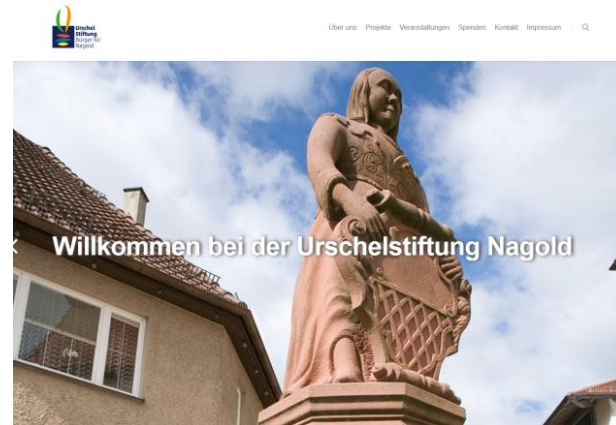 Urschel
Stiftung
Bürger für
Nagold
Über uns Projekte Veranstaltungen Spenden Kontakt Impressum
Willkommen bei der Urschelstiftung Nagold